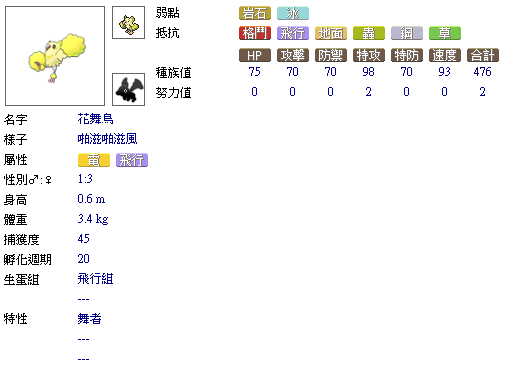 弱點 岩石 冰
抵抗 格鬥 飛行 地面 蟲 鋼 草
HP 攻擊 防禦 特攻 特防 速度 合計
種族值 75 70 70 98 70 93 476
努力值 0 0 0 2 0 0 2
名字 花舞鳥
樣子 啪滋啪滋風
屬性 電 飛行
性別♂:♀ 1:3
身高 0.6 m
體重 3.4 kg
捕獲度 45
孵化週期 20
生蛋組 飛行組
---
特性 舞者
---
---